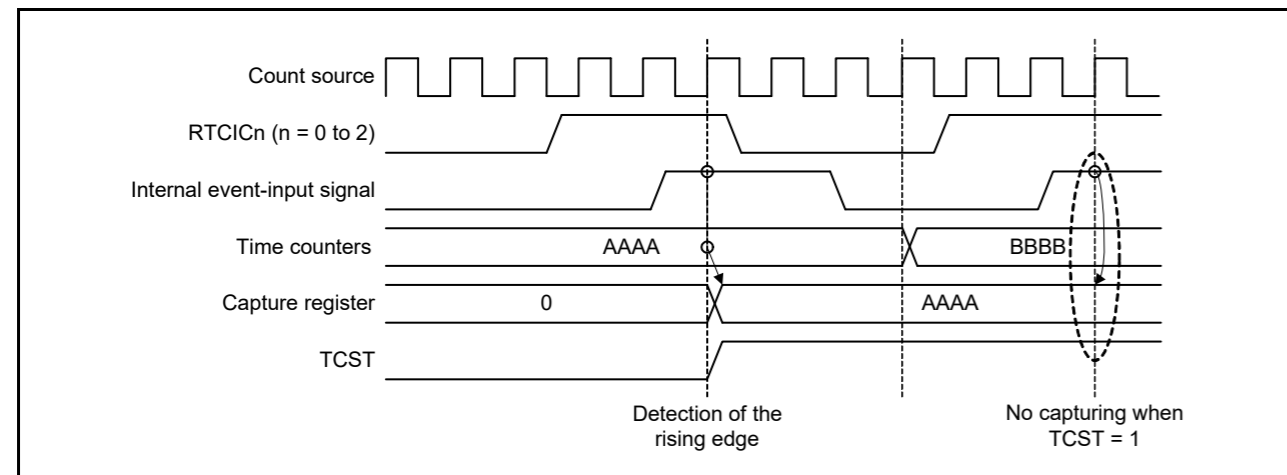 Count source
RTCICn (n = 0 to 2)
Internal event-input signal
Time counters
AAAA
BBBB
Capture register
0
AAAA
TCST
Detection of the
rising edge
No capturing when
TCST = 1